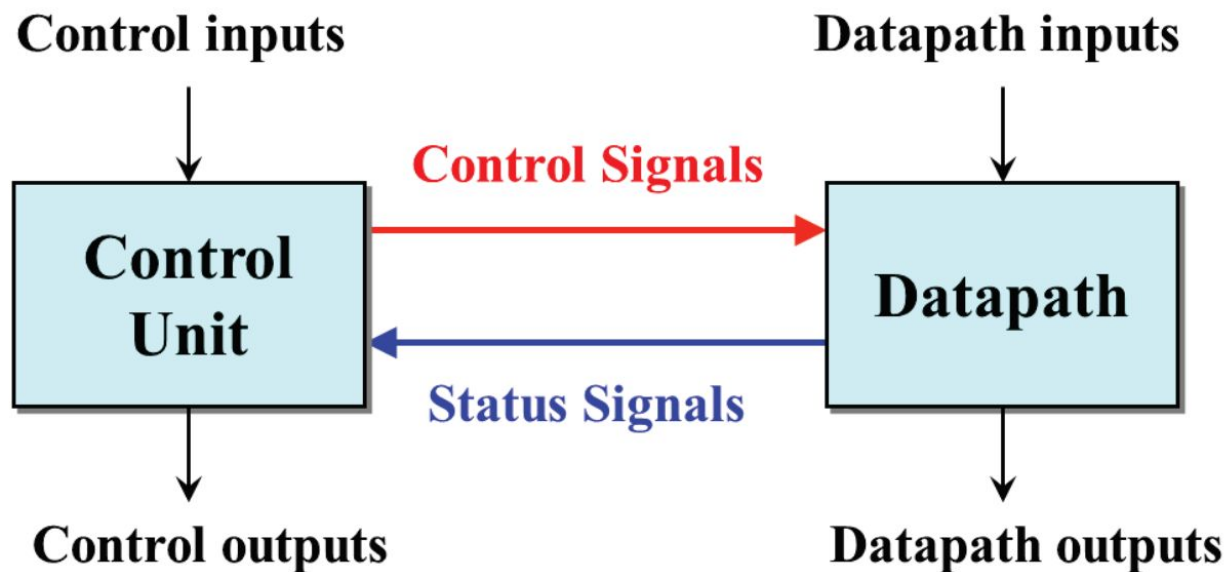 Control inputs
Datapath inputs
Control Signals
Control
Unit
Datapath
Status Signals
Control outputs
Datapath outputs